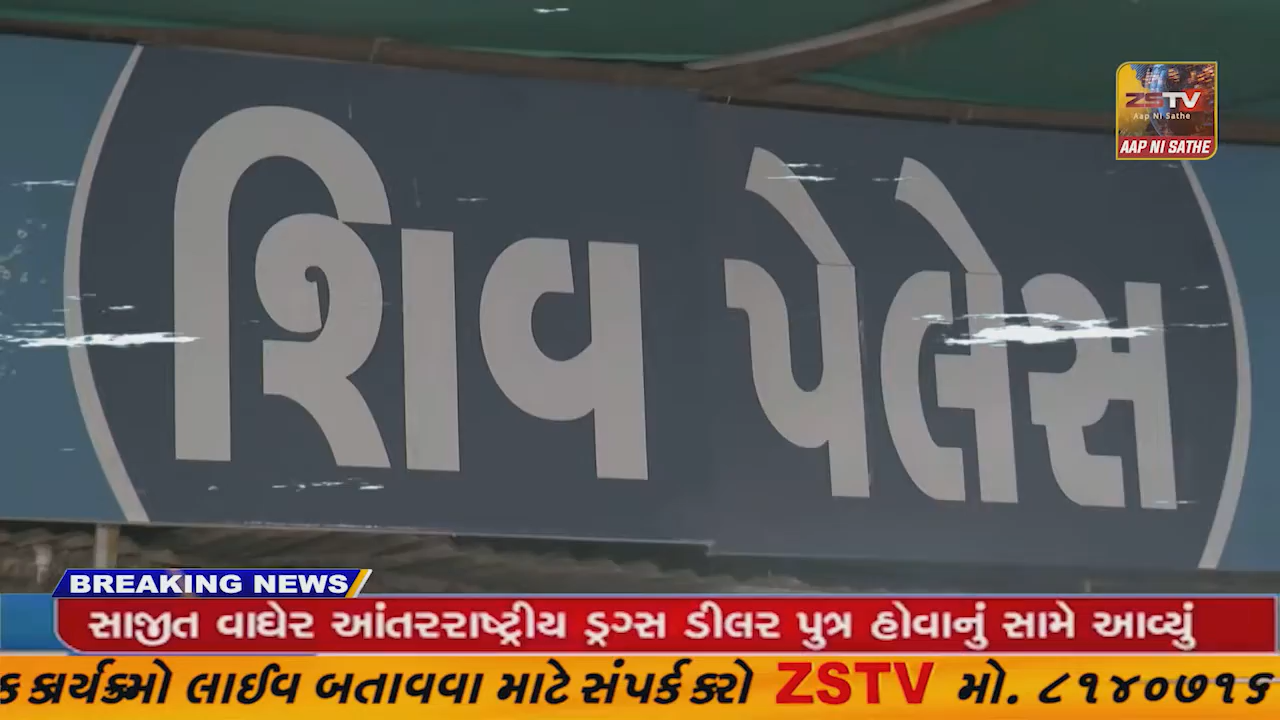 ZSTV
Aap Ni Sathe
AAP NI SATHE
શિવ પેલેસ
BREAKING NEWS
સાજીત વાઘેર આંતરરાષ્ટ્રીય ડ્રગ્સ ડીલર પુત્ર હોવાનું સામે આવ્યું
ક કાર્યક્રમો લાઈવ બતાવવા માટે સંપર્ક કરો ZSTV મો. ૮૧૪૦૭૧૬